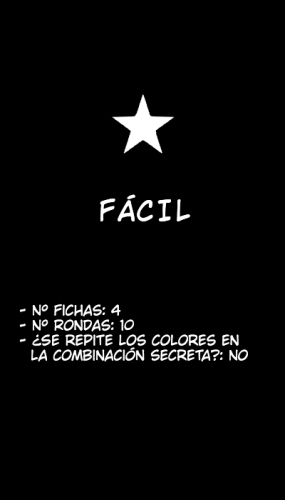 FÁCIL
- Nº FICHAS: 4
- Nº RONDAS: 10
- ¿SE REPITE LOS COLORES EN
LA COMBINACIÓN SECRETA?: NO